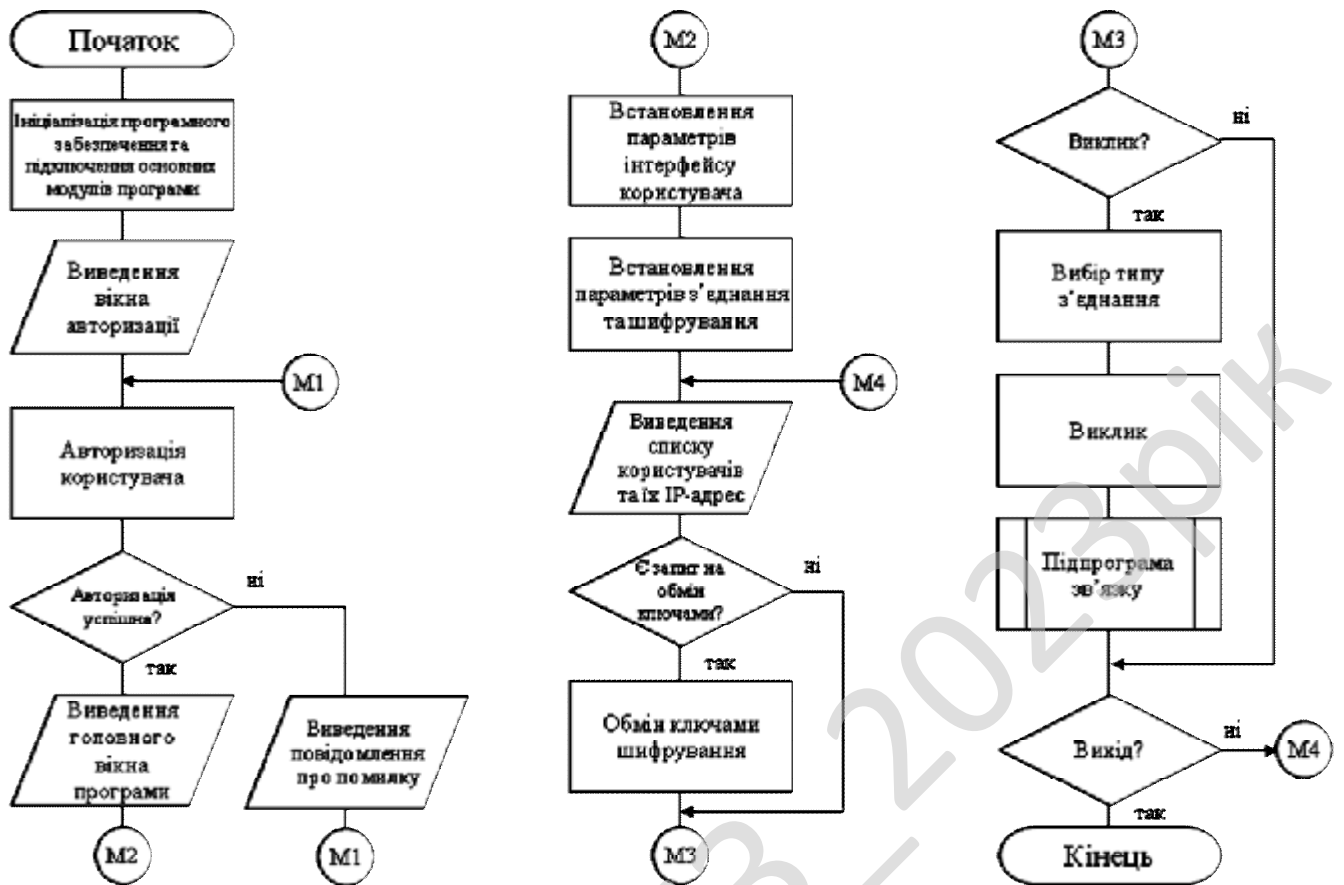 Початок
Ініціалізація програмного
забезпечення та
підключення основних
модулів програми
Виведення
вікна
авторизації
М1
Авторизація
користувача
Авторизація
успішна?
ні
так
Виведення
головного
вікна
програми
Виведення
повідомлення
про помилку
М2
М1
М2
Встановлення
параметрів
інтерфейсу
користувача
Встановлення
параметрів з’єднання
та шифрування
М4
Виведення
списку
користувачів
та їх IP-адрес
Є запит на
обмін
ключами?
ні
так
Обмін ключами
шифрування
М3
М3
Виклик?
ні
так
Вибір типу
з’єднання
Виклик
Підпрограма
зв’язку
Вихід?
ні
М4
так
Кінець
3_2023рік